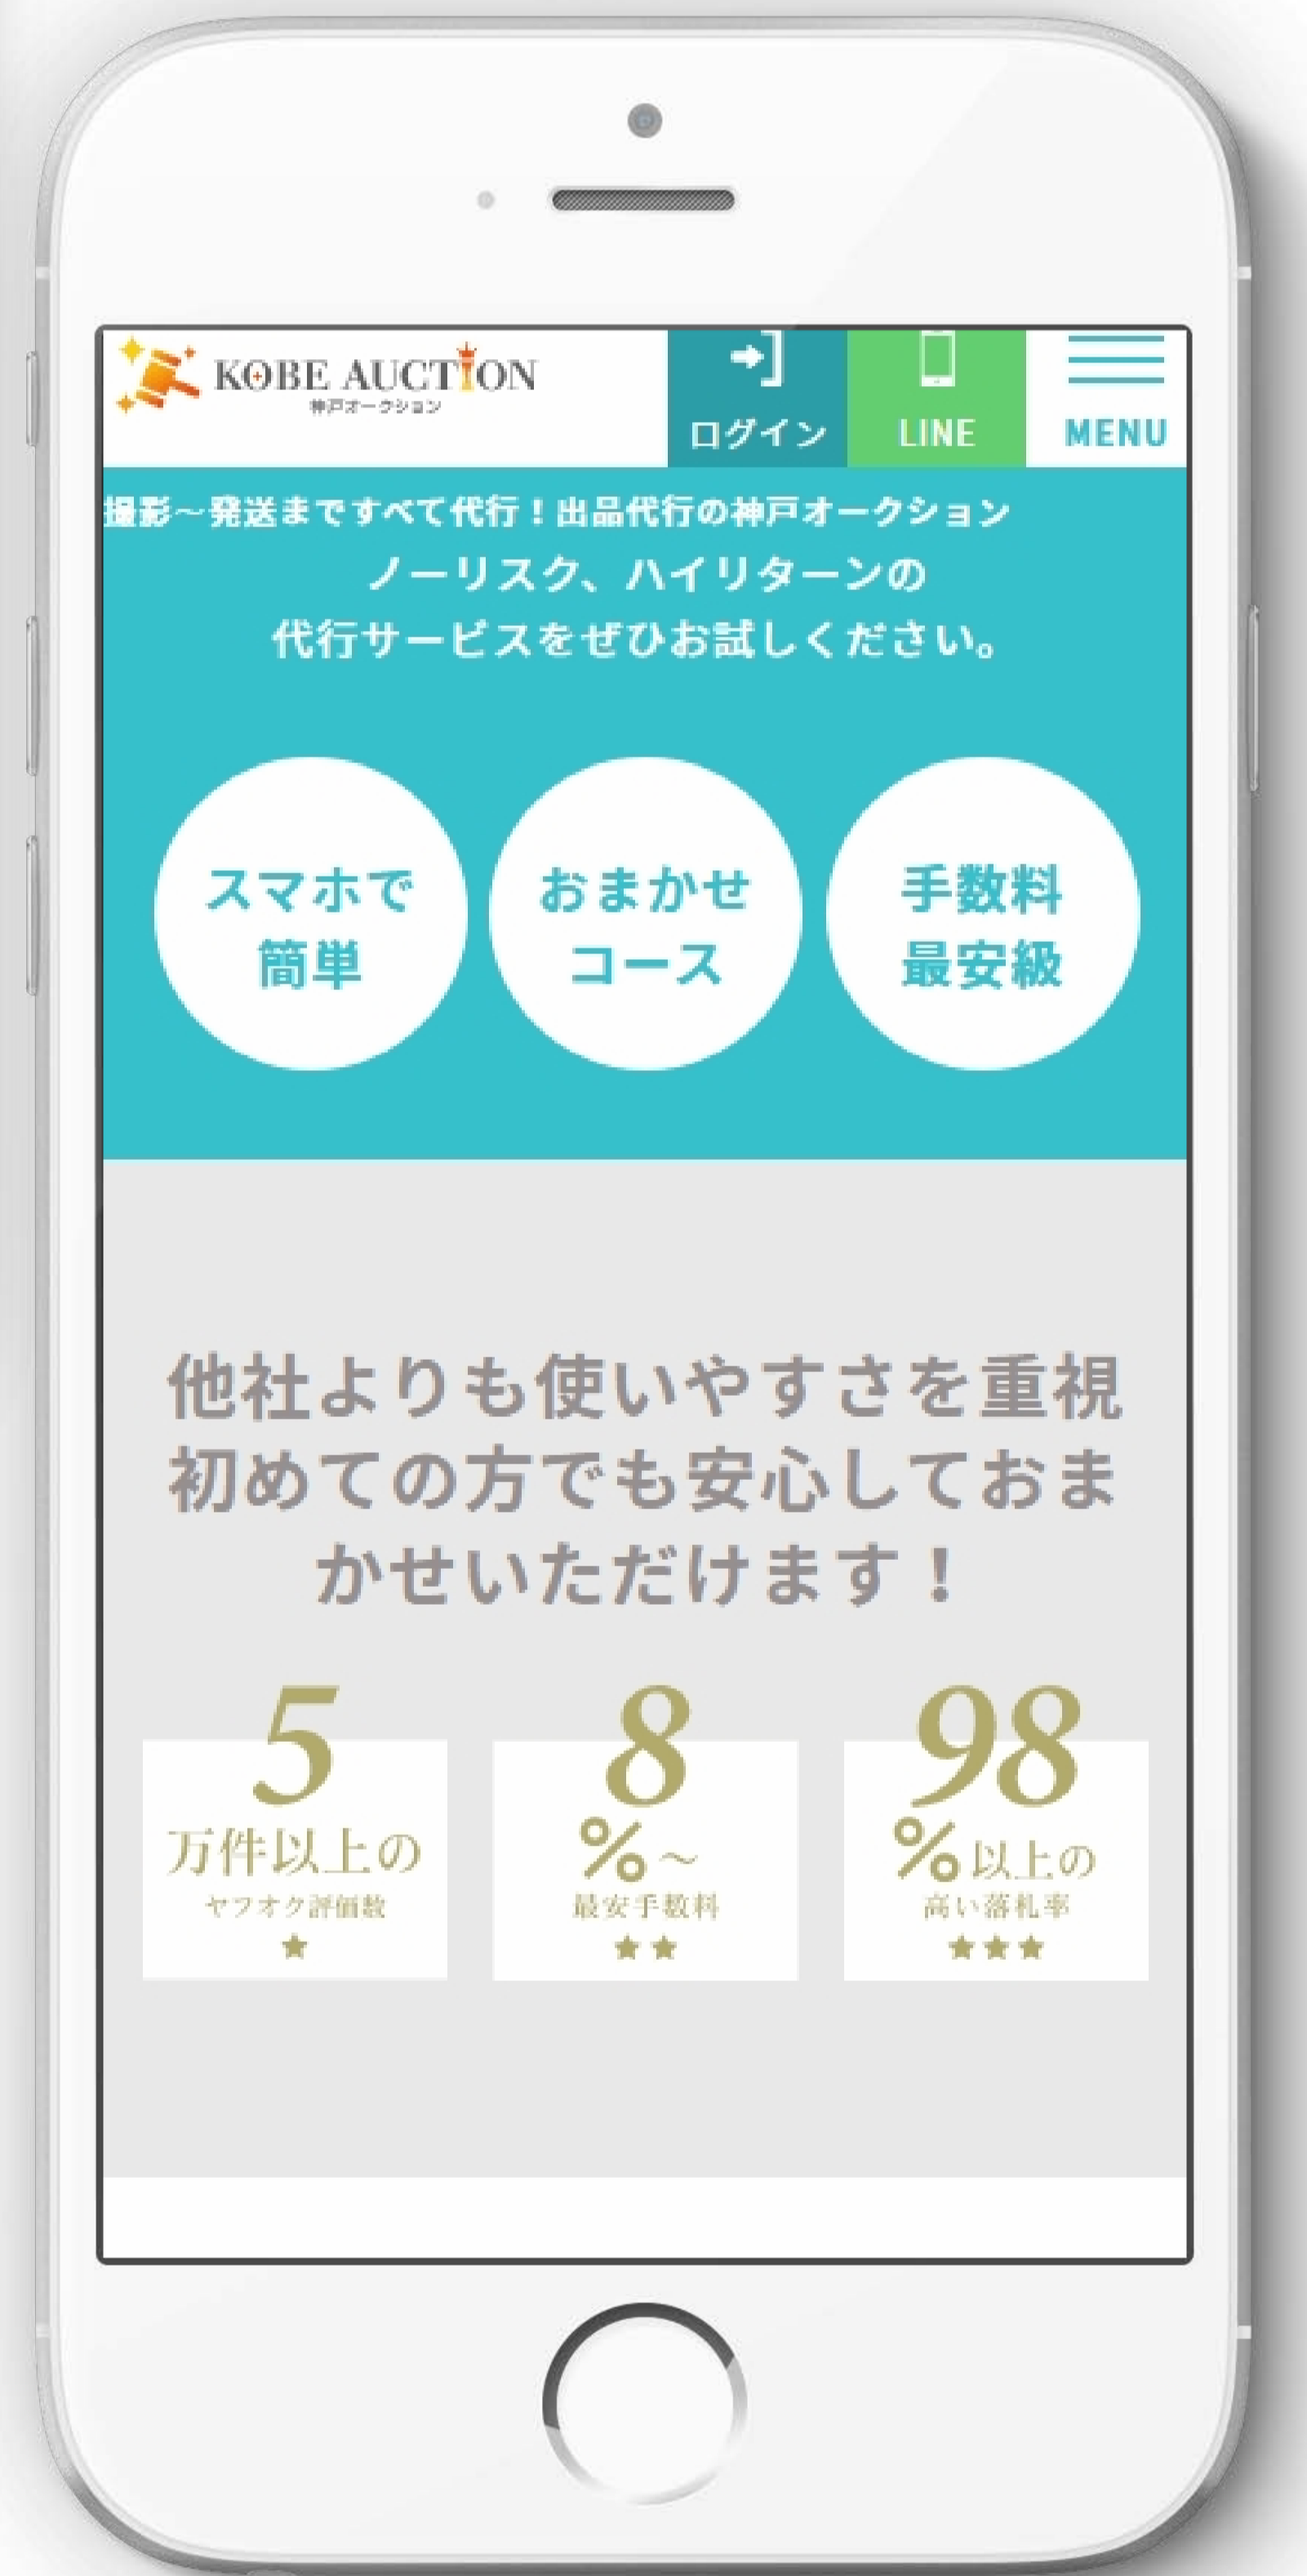 KOBE AUCTION
神戸オークション
ログイン
LINE
MENU
撮影〜発送まですべて代行！出品代行の神戸オークション
ノーリスク、ハイリターンの
代行サービスをぜひお試しください。
スマホで
簡単
おまかせ
コース
手数料
最安級
他社よりも使いやすさを重視
初めての方でも安心しておま
かせいただけます！
5
万件以上の
ヤフオク評価数
★
8
%〜
最安手数料
★★
98
%以上の
高い落札率
★★★